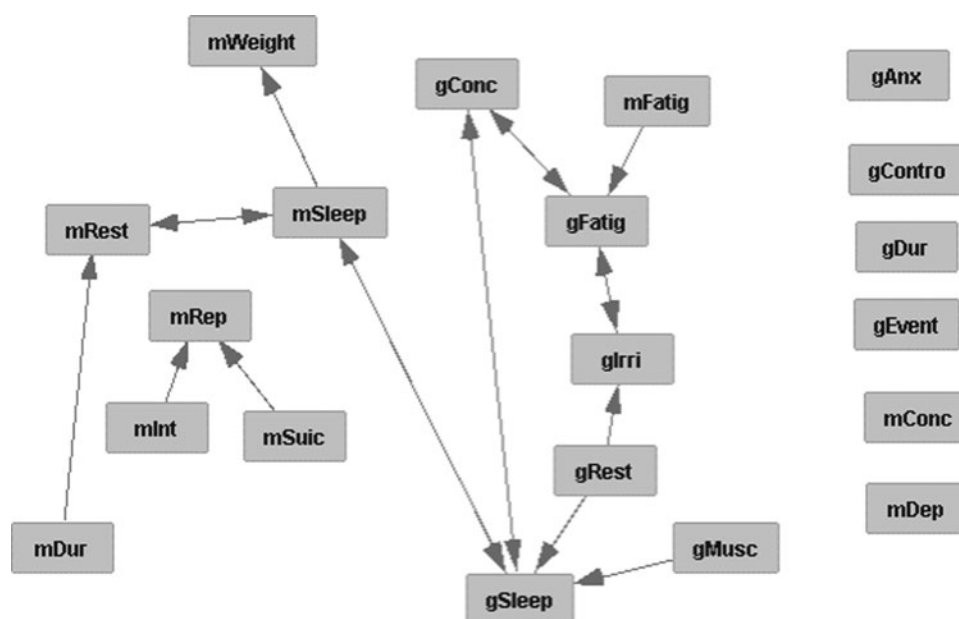 mWeight
gConc
mFatig
gAnx
gContro
mSleep
mRest
gFatig
gDur
mRep
gEvent
gIrri
mInt
mSuic
mConc
gRest
mDep
mDur
gMusc
gSleep